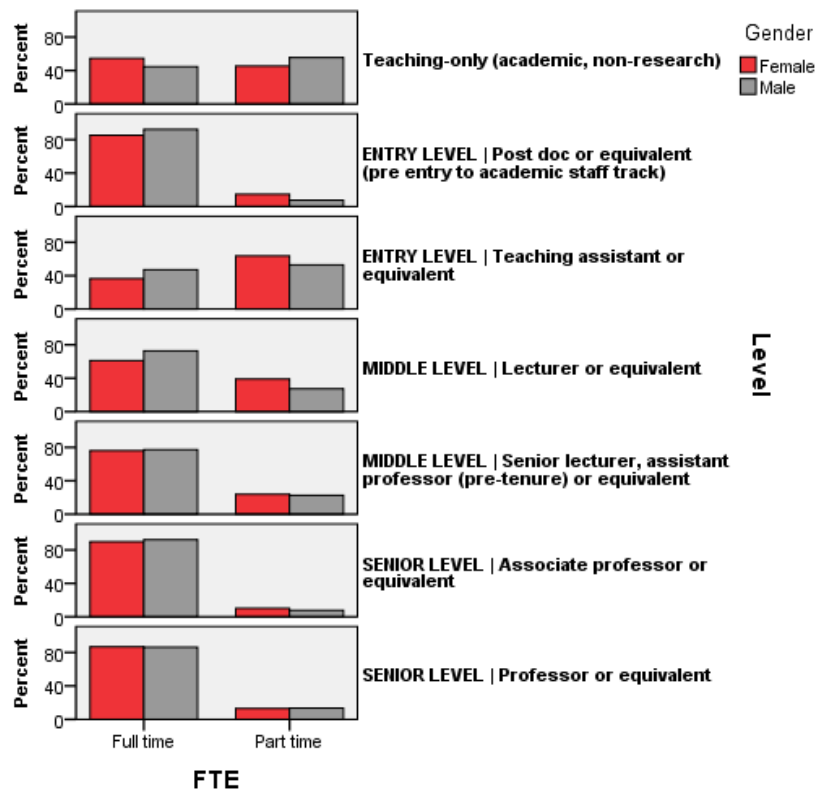 Gender
Female
Male
Percent
80
40
0
Teaching-only (academic, non-research)
Percent
80
40
0
ENTRY LEVEL | Post doc or equivalent
(pre entry to academic staff track)
Percent
80
40
0
ENTRY LEVEL | Teaching assistant or
equivalent
Percent
80
40
0
MIDDLE LEVEL | Lecturer or equivalent
Level
Percent
80
40
0
MIDDLE LEVEL | Senior lecturer, assistant
professor (pre-tenure) or equivalent
Percent
80
40
0
SENIOR LEVEL | Associate professor or
equivalent
Percent
80
40
0
SENIOR LEVEL | Professor or equivalent
Full time
Part time
FTE